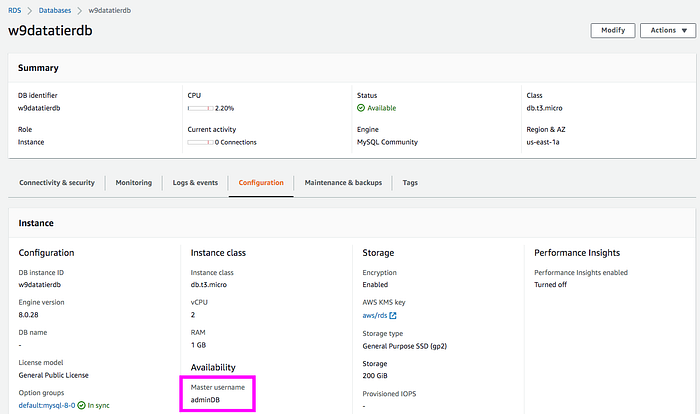 RDS > Databases > w9datatierdb
w9datatierdb
Modify
Actions
Summary
DB identifier
w9datatierdb
CPU
2.20%
Status
Available
Class
db.t3.micro
Role
Instance
Current activity
0 Connections
Engine
MySQL Community
Region & AZ
us-east-1a
Connectivity & security
Monitoring
Logs & events
Configuration
Maintenance & backups
Tags
Instance
Configuration
DB instance ID
w9datatierdb
Engine version
8.0.28
DB name
-
License model
General Public License
Option groups
default:mysql-8-0 In sync
Instance class
Instance class
db.t3.micro
vCPU
2
RAM
1 GB
Availability
Master username
adminDB
Storage
Encryption
Enabled
AWS KMS key
aws/rds
Storage type
General Purpose SSD (gp2)
Storage
200 GiB
Provisioned IOPS
-
Performance Insights
Performance Insights enabled
Turned off